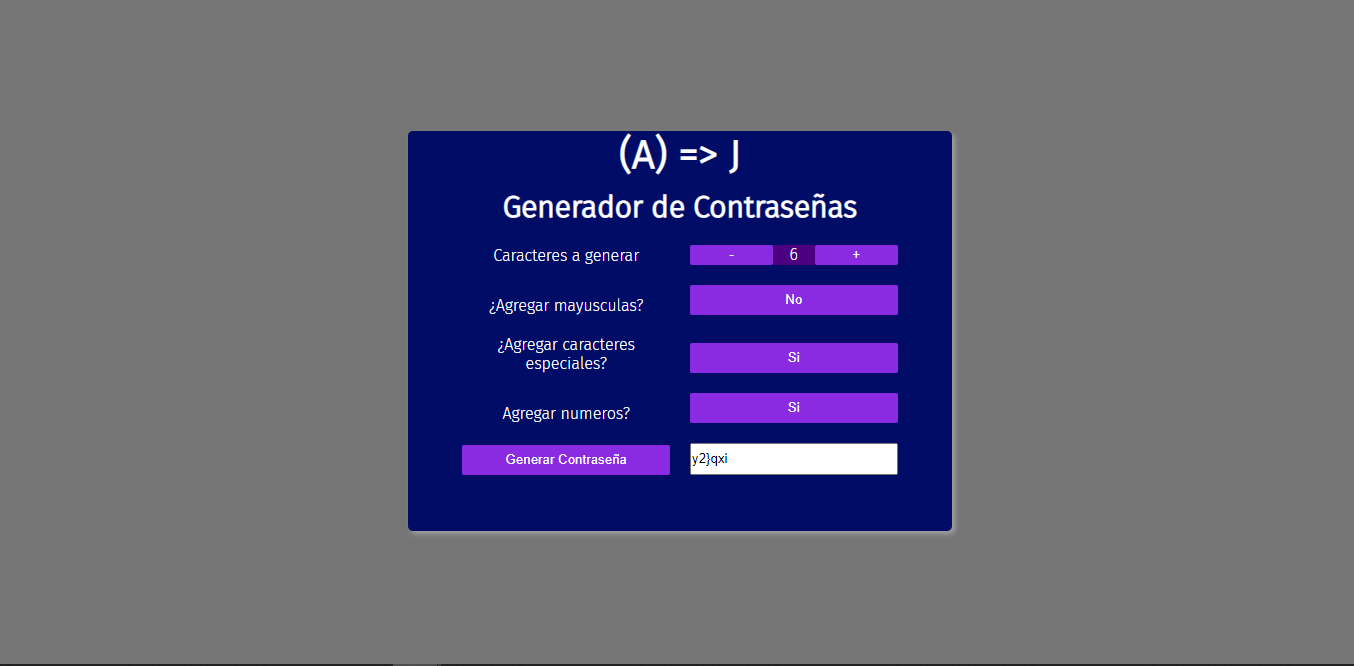 (A) => J
Generador de Contraseñas
Caracteres a generar
- 6 +
¿Agregar mayusculas?
No
¿Agregar caracteres
especiales?
Si
Agregar numeros?
Si
Generar Contraseña
y2}qxi